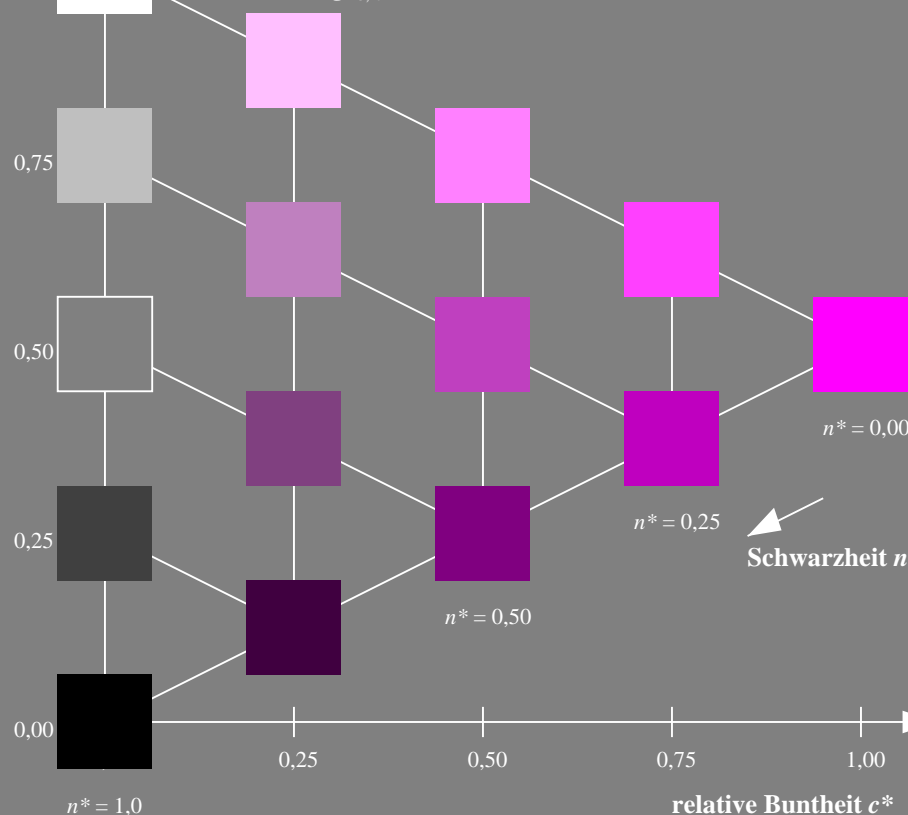 0,75
0,50
n* = 0,00
0,25
n* = 0,25
Schwarzheit n
n* = 0,50
0,00
0,25
0,50
0,75
1,00
n* = 1,0
relative Buntheit c*